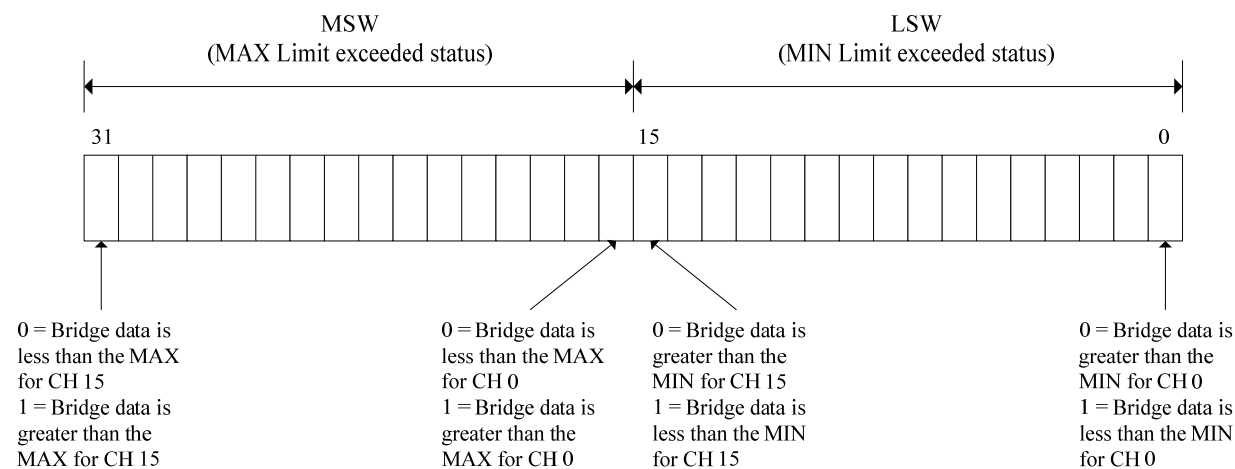 MSW
(MAX Limit exceeded status)
LSW
(MIN Limit exceeded status)
31
15
0
0 = Bridge data is
less than the MAX
for CH 15
1 = Bridge data is
greater than the
MAX for CH 15
0 = Bridge data is
less than the MAX
for CH 0
1 = Bridge data is
greater than the
MAX for CH 0
0 = Bridge data is
greater than the
MIN for CH 15
1 = Bridge data is
less than the MIN
for CH 15
0 = Bridge data is
greater than the
MIN for CH 0
1 = Bridge data is
less than the MIN
for CH 0